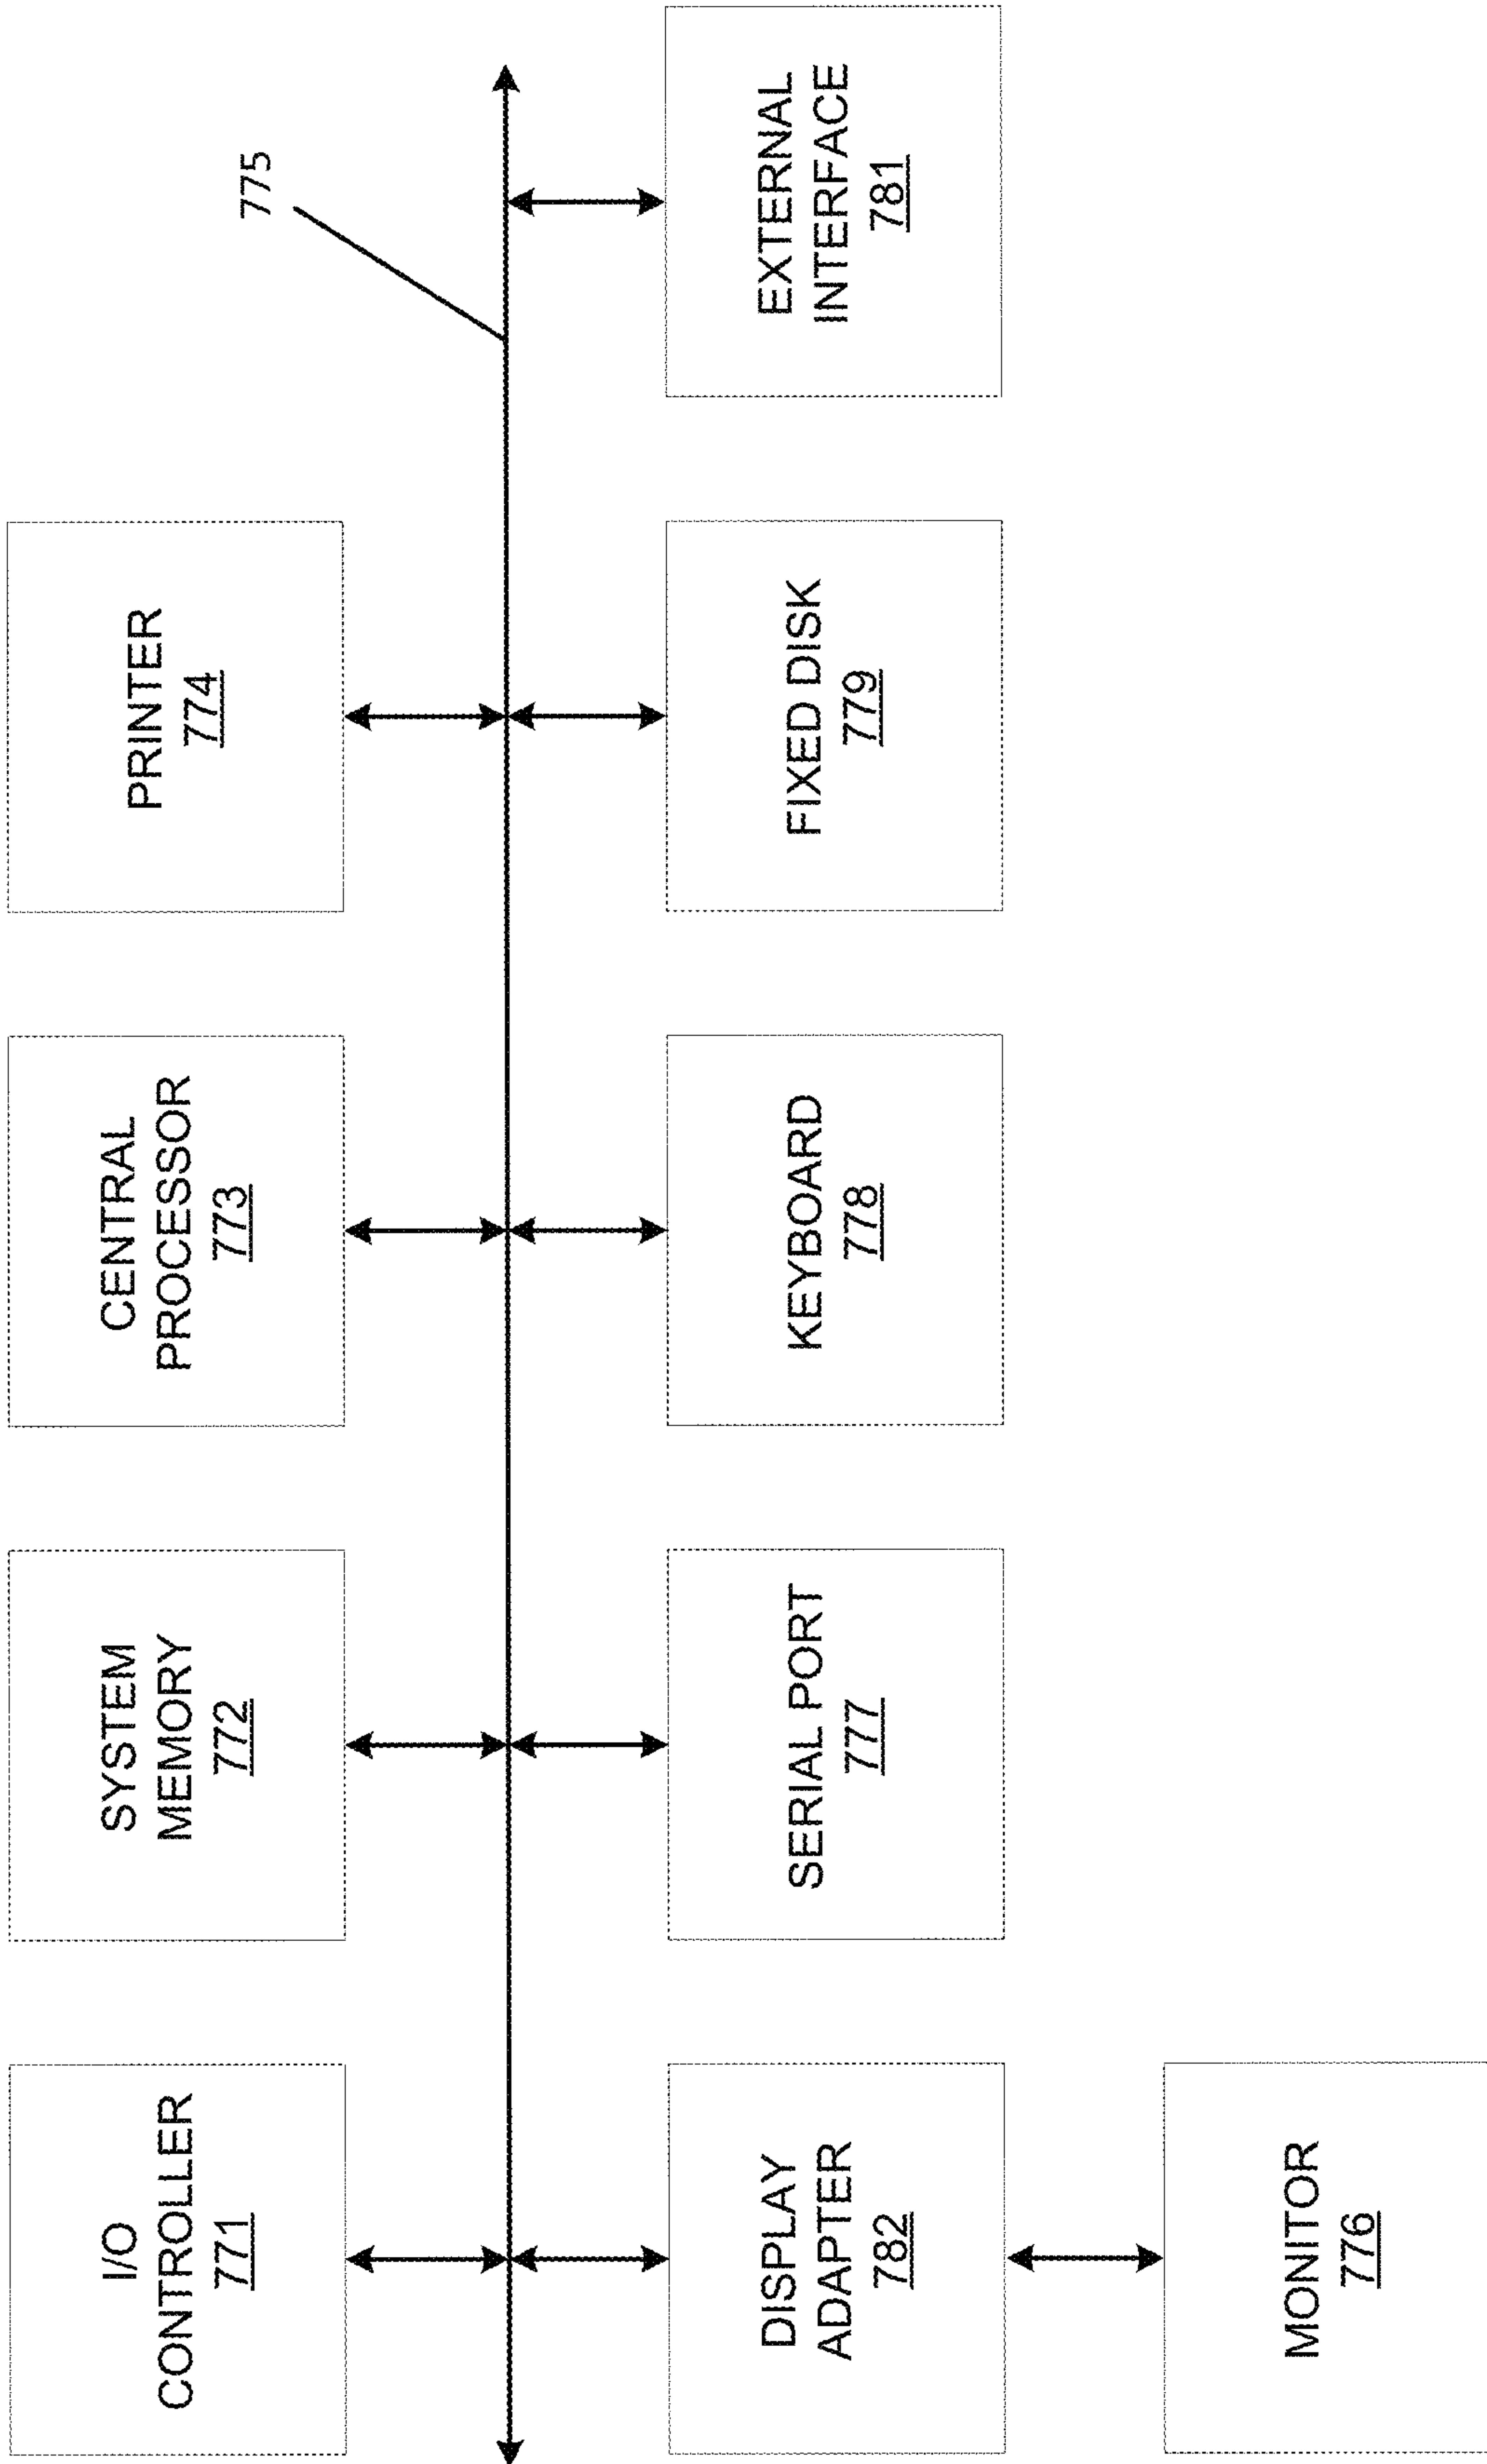 I/O
CONTROLLER
771
SYSTEM
MEMORY
772
CENTRAL
PROCESSOR
773
PRINTER
774
775
DISPLAY
ADAPTER
782
SERIAL PORT
777
KEYBOARD
778
FIXED DISK
779
EXTERNAL
INTERFACE
781
MONITOR
776